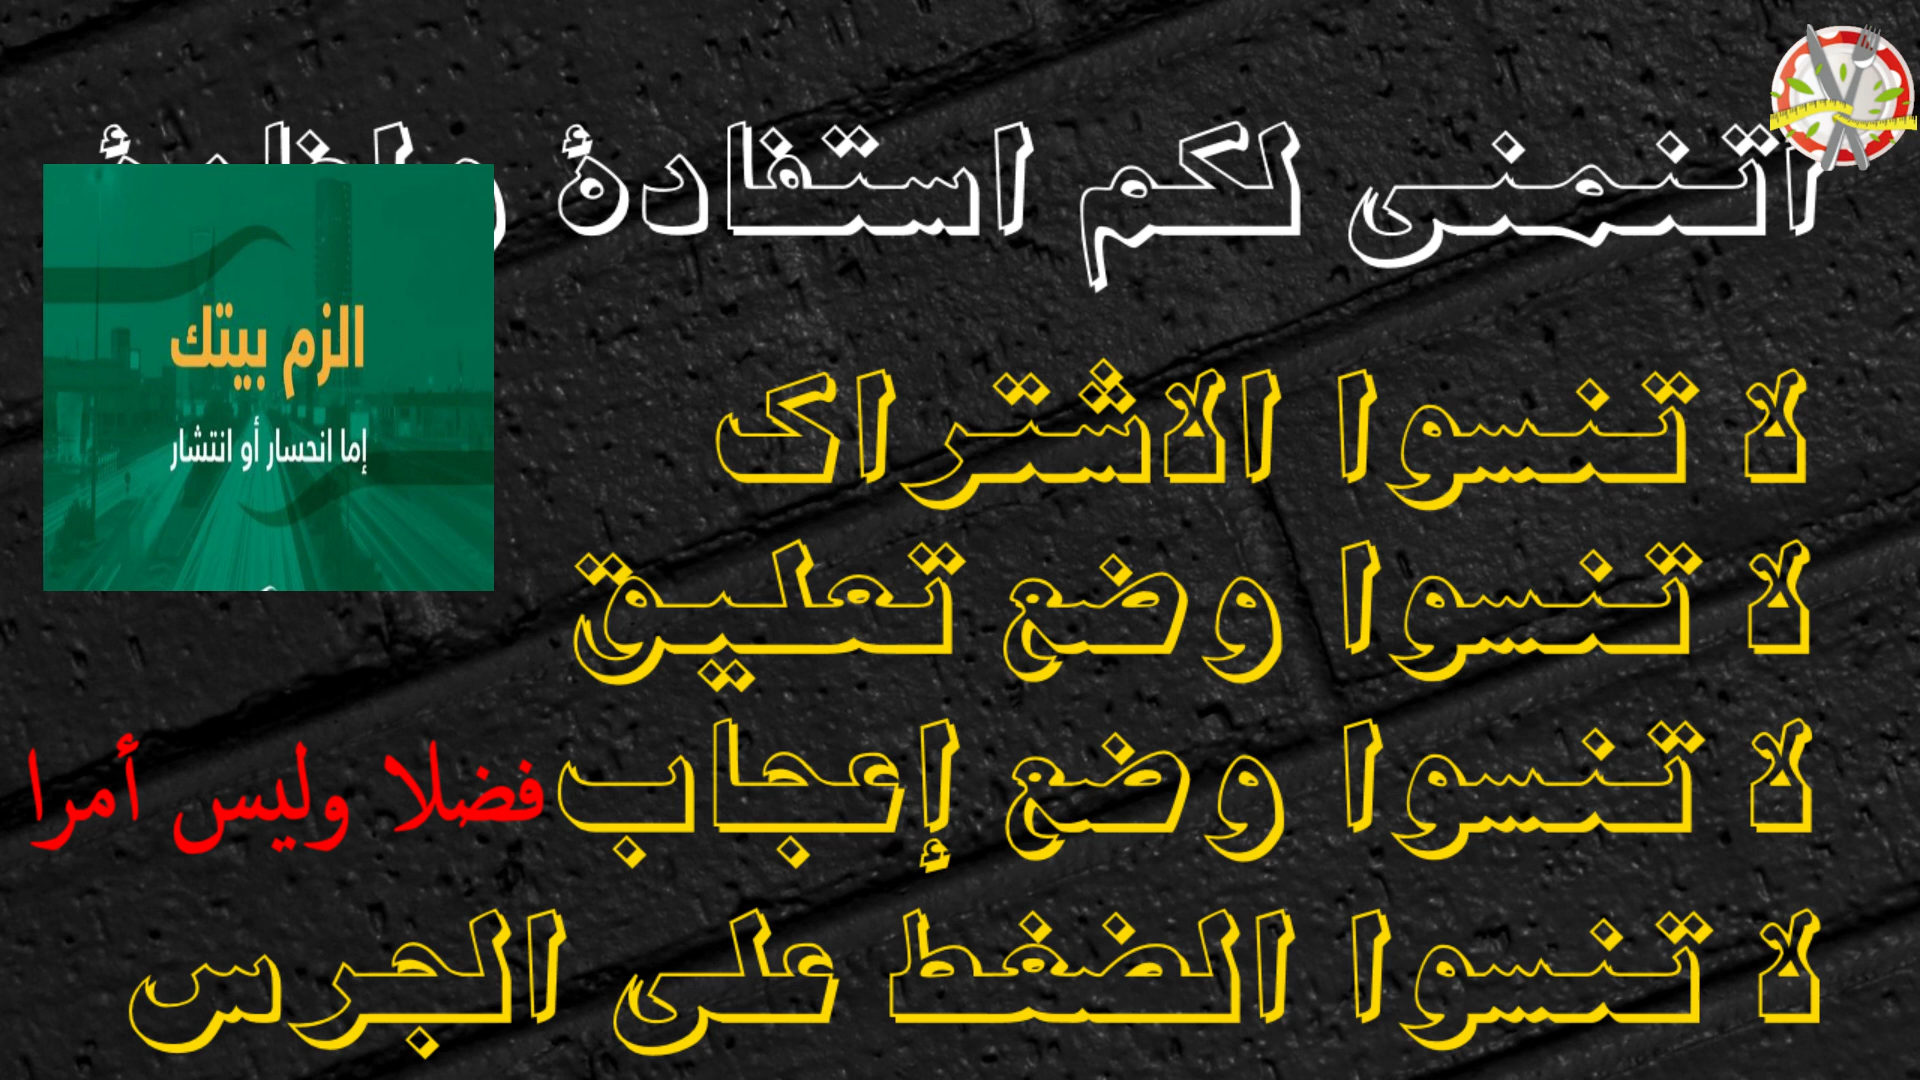 اتنمنى لكم استفادة
الزم بيتك
إما انحسار أو انتشار
لا تنسوا الاشتراك
لا تنسوا وضع تعليق
لا تنسوا وضع إعجاب فضلا وليس أمرا
لا تنسوا الضغط على الجرس